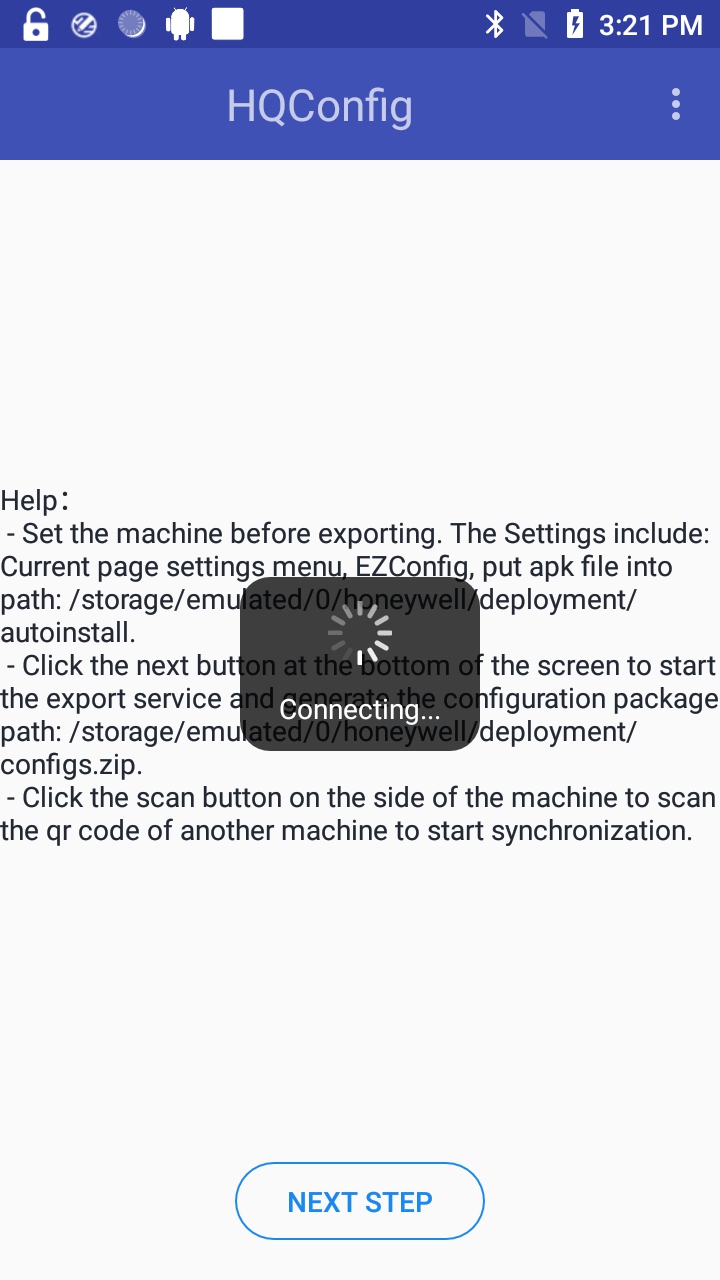 3:21 PM
HQConfig
Help：
- Set the machine before exporting. The Settings include:
Current page settings menu, EZConfig, put apk file into
path: /storage/emulated/0/honeywell/deployment/
autoinstall.
- Click the next button at the bottom of the screen to start
the export service and generate the configuration package
path: /storage/emulated/0/honeywell/deployment/
configs.zip.
- Click the scan button on the side of the machine to scan
the qr code of another machine to start synchronization.
Connecting...
NEXT STEP